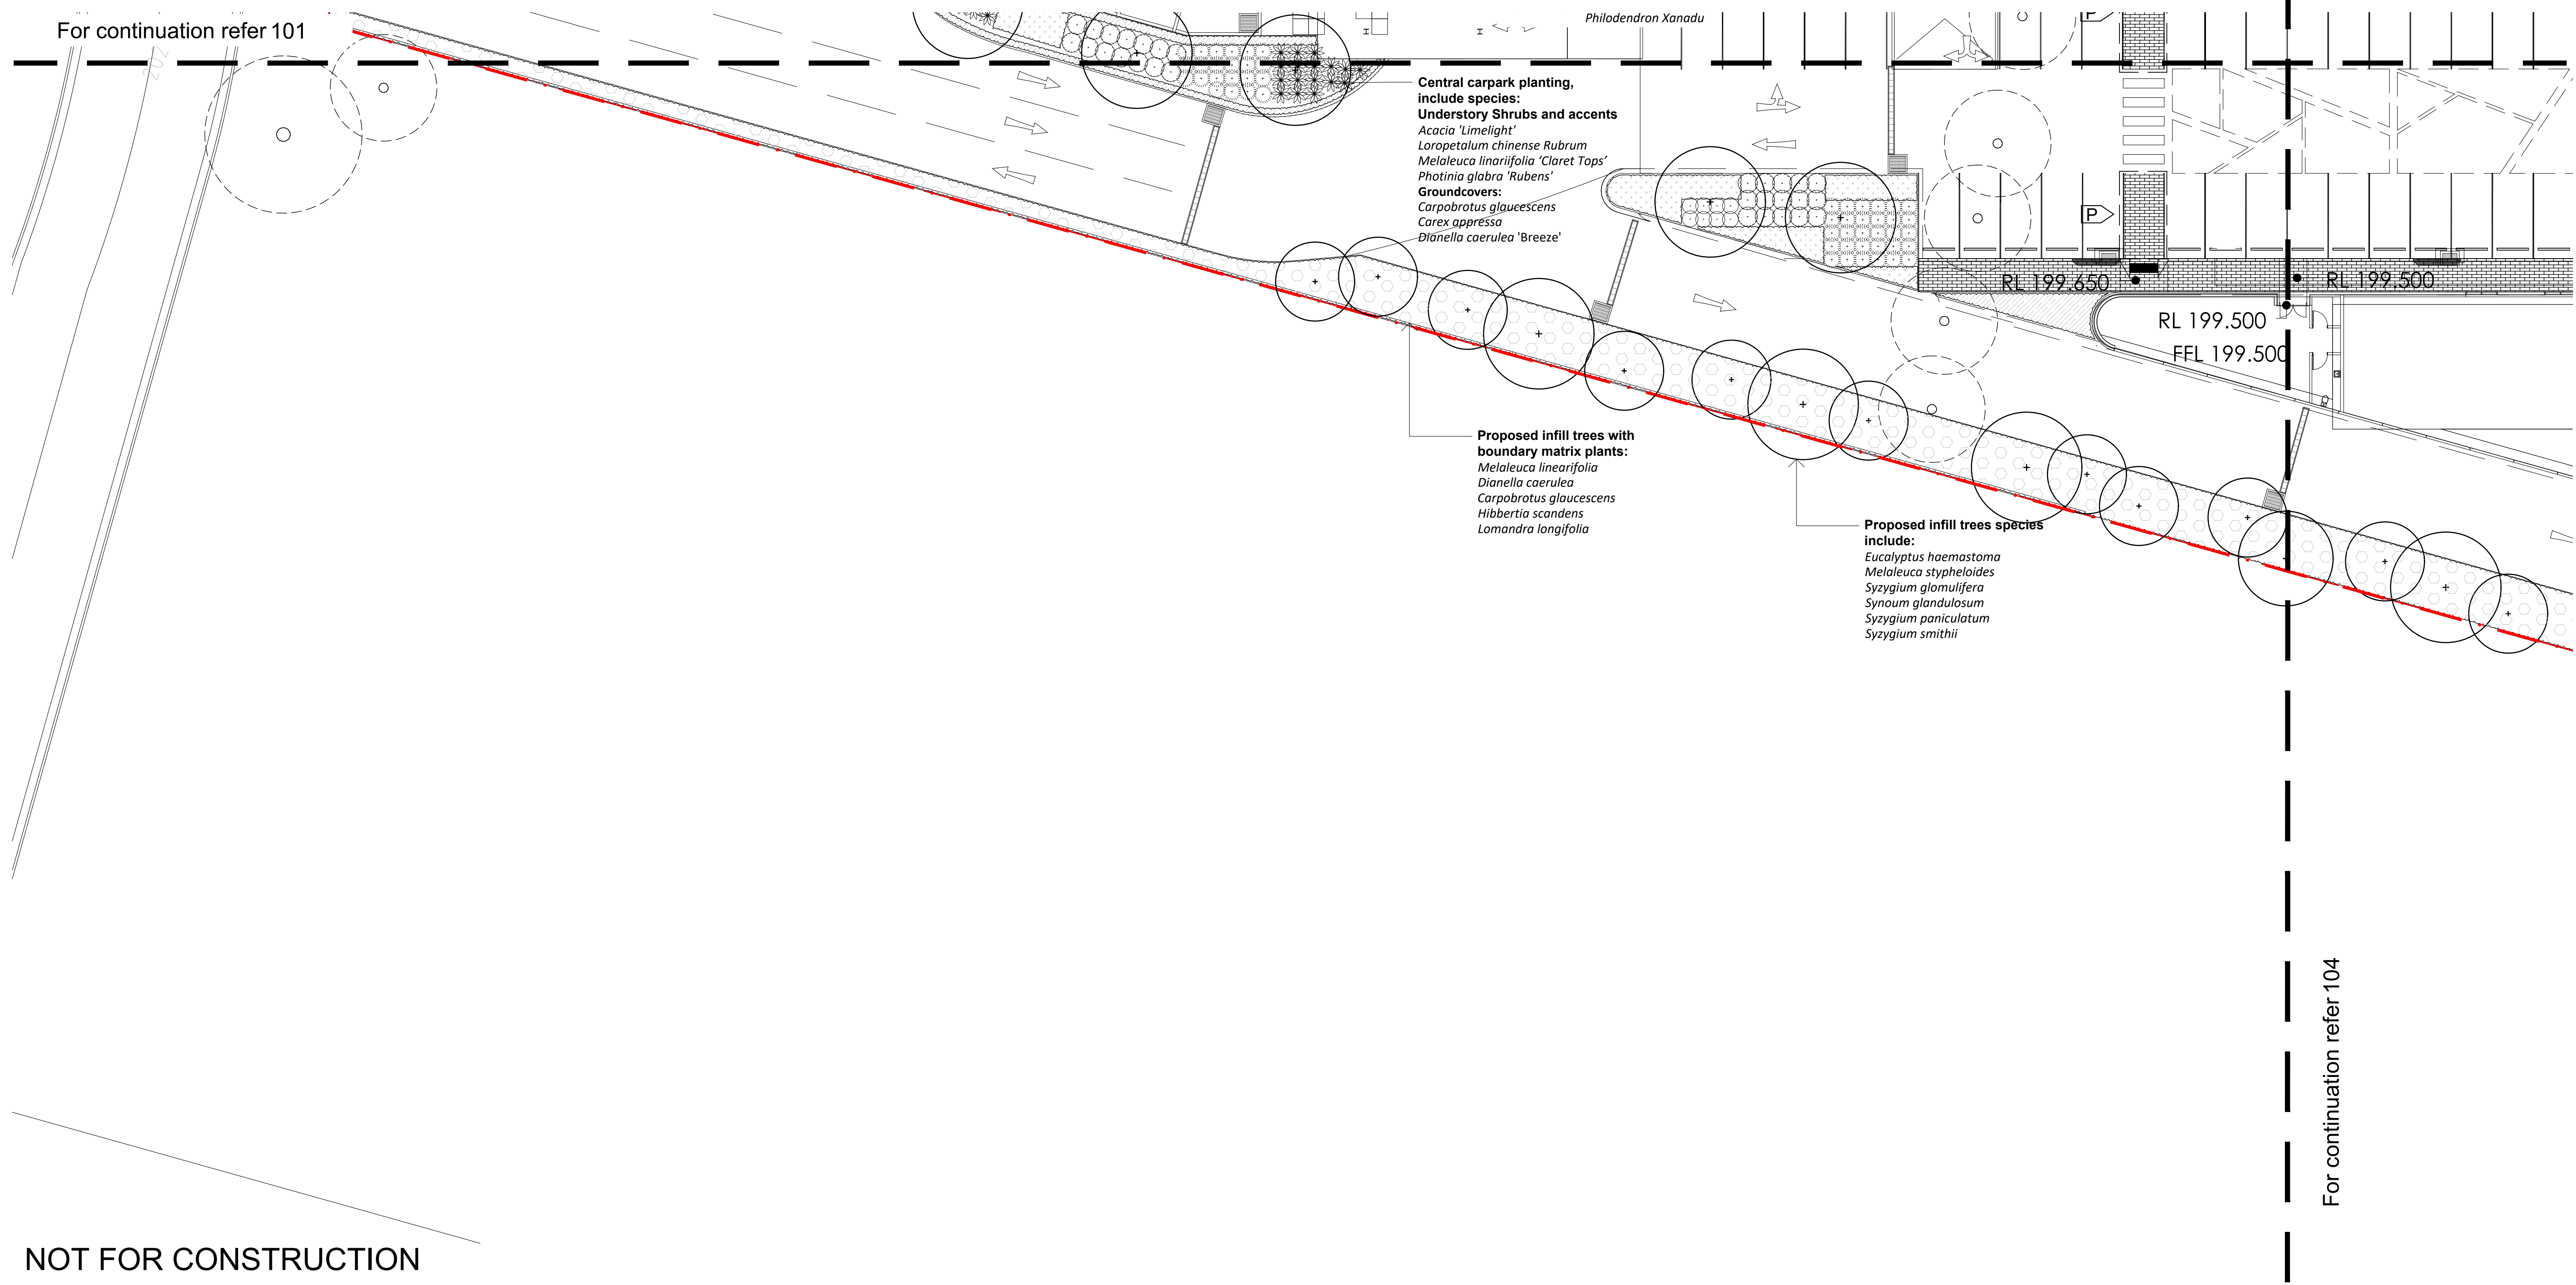 For continuation refer 101
Philodendron Xanadu
P
Central carpark planting,
include species:
Understory Shrubs and accents
Acacia 'Limelight'
Loropetalum chinense Rubrum
Melaleuca linariifolia ‘Claret Tops’
Photinia glabra 'Rubens'
Groundcovers:
Carpobrotus glaucescens
Carex appressa
Dianella caerulea 'Breeze'
P
RL 199.650
RL 199.500
RL 199.500
FFL 199.500
Proposed infill trees with
boundary matrix plants:
Melaleuca linearifolia
Dianella caerulea
Carpobrotus glaucescens
Hibbertia scandens
Lomandra longifolia
Proposed infill trees species
include:
Eucalyptus haemastoma
Melaleuca stypheloides
Syzygium glomulifera
Synoum glandulosum
Syzygium paniculatum
Syzygium smithii
For continuation refer 104
NOT FOR CONSTRUCTION